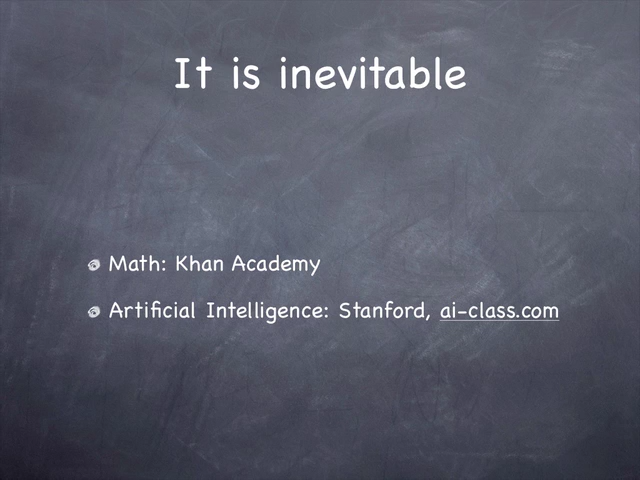 It is inevitable
Math: Khan Academy
Artificial Intelligence: Stanford, ai-class.com